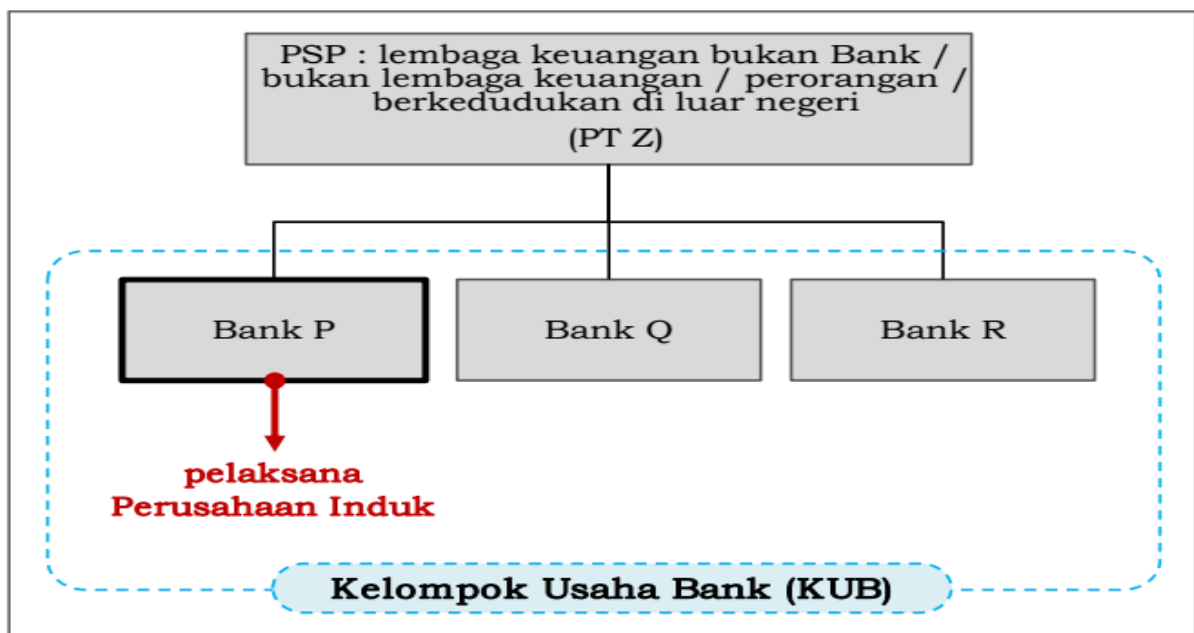 PSP : lembaga keuangan bukan Bank /
bukan lembaga keuangan / perorangan /
berkedudukan di luar negeri
(PT Z)
Bank P
Bank Q
Bank R
pelaksana
Perusahaan Induk
Kelompok Usaha Bank (KUB)